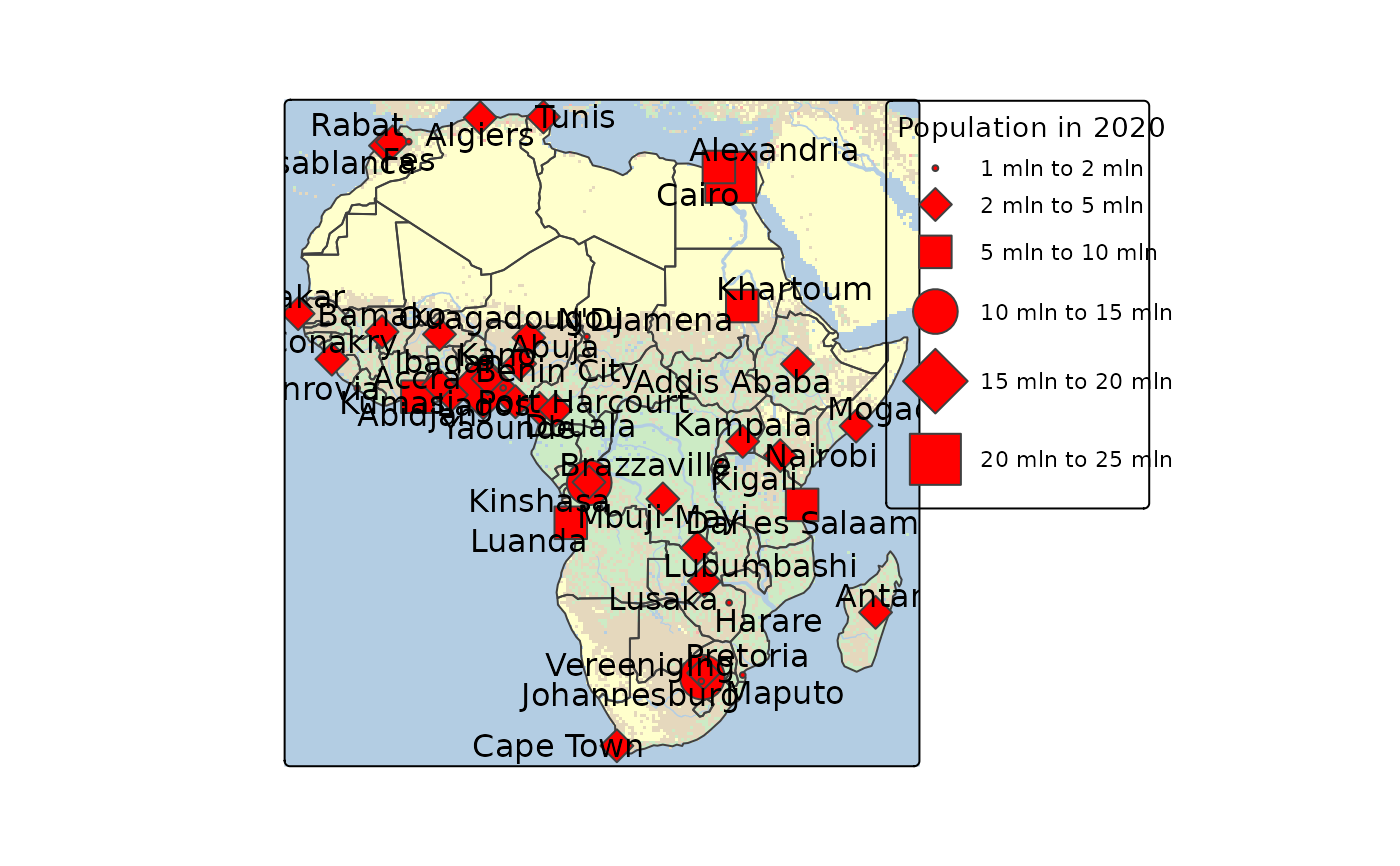 Population in 2020
1 mln to 2 mln
2 mln to 5 mln
5 mln to 10 mln
10 mln to 15 mln
15 mln to 20 mln
20 mln to 25 mln
Tunis
Rabat
Algiers
Alexandria
sablanca
Fes
Cairo
Khartoum
akar
Bamako
Ouagadougou
N'Djamena
onakry
Abuja
Kano
Ibadan
Benin City
Accra
Addis Ababa
nrovia
Kumasi
Lagos
Port Harcourt
Abidjan
Mogad
Yaounde
Douala
Kampala
Nairobi
Brazzaville
Kigali
Kinshasa
Mbuji-Mayi
Dar es Salaam
Luanda
Lubumbashi
Lusaka
Antan
Harare
Pretoria
Vereeniging
Johannesburg
Maputo
Cape Town